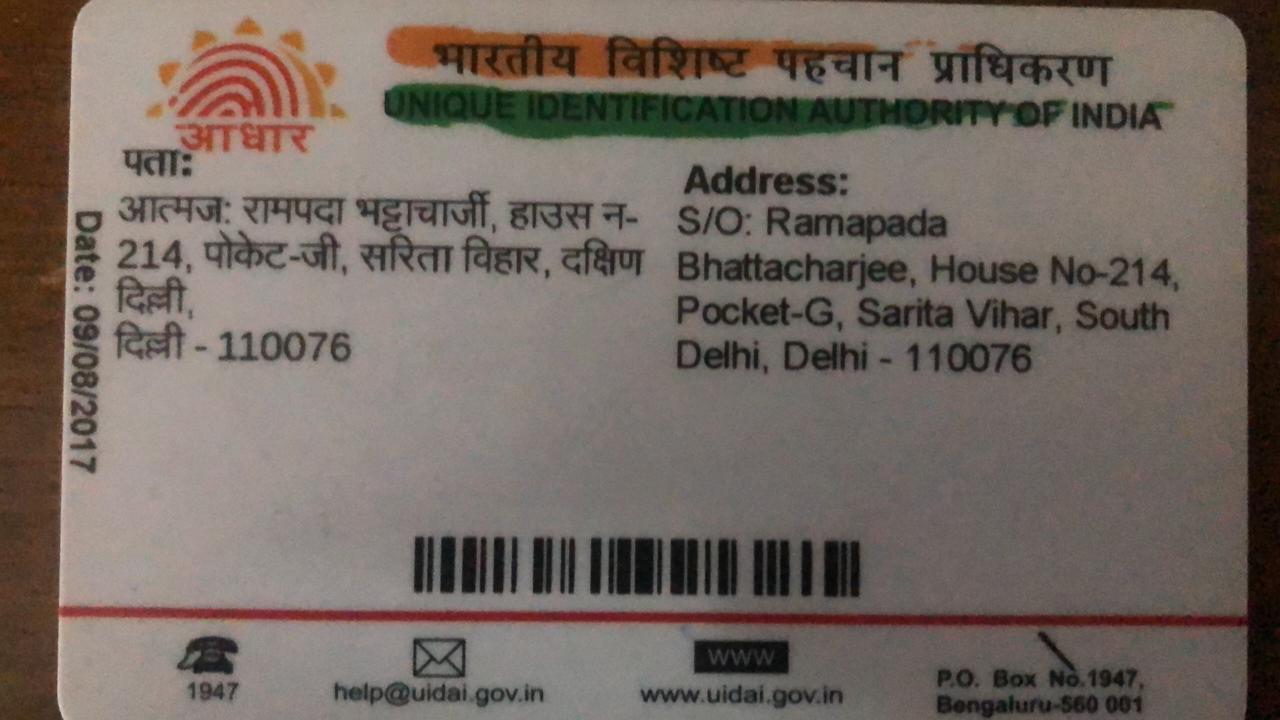 भारतीय विशिष्ट पहचान प्राधिकरण
UNIQUE IDENTIFICATION AUTHORITY OF INDIA
आधार
पता:
आत्मज: रामपदा भट्टाचार्जी, हाउस न-
214, पोकेट-जी, सरिता विहार, दक्षिण
दिल्ली,
दिल्ली - 110076
Address:
S/O: Ramapada
Bhattacharjee, House No-214,
Pocket-G, Sarita Vihar, South
Delhi, Delhi - 110076
Date: 09/08/2017
1947
help@uidai.gov.in
WWW
www.uidai.gov.in
P.O. Box No.1947,
Bengaluru-560 001